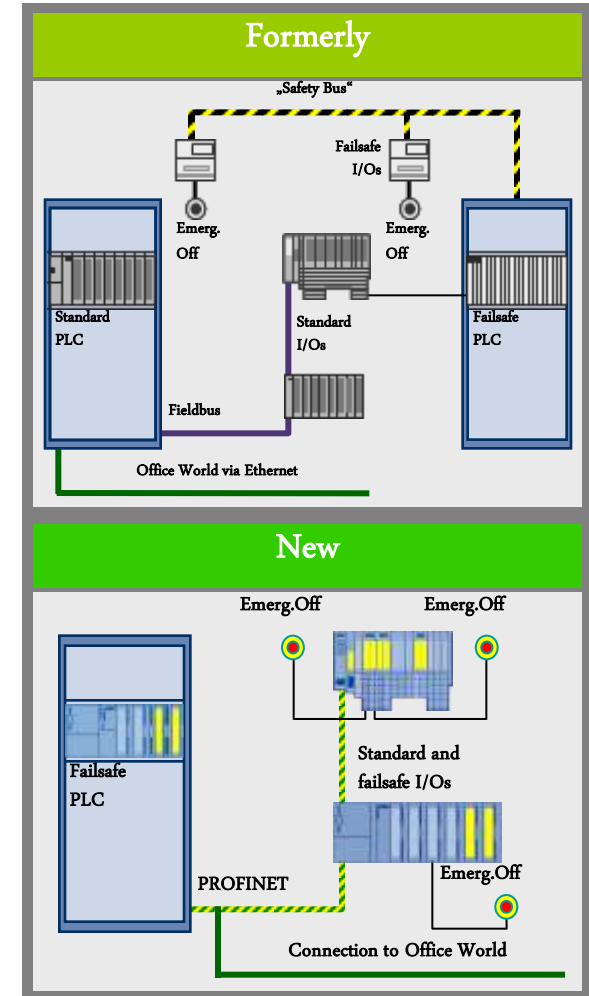 Formerly
„Safety Bus“
Failsafe
I/Os
Emerg.
Off
Emerg.
Off
Standard
PLC
Standard
I/Os
Failsafe
PLC
Fieldbus
Office World via Ethernet
New
Emerg.Off
Emerg.Off
Standard and
failsafe I/Os
Failsafe
PLC
Emerg.Off
PROFINET
Connection to Office World